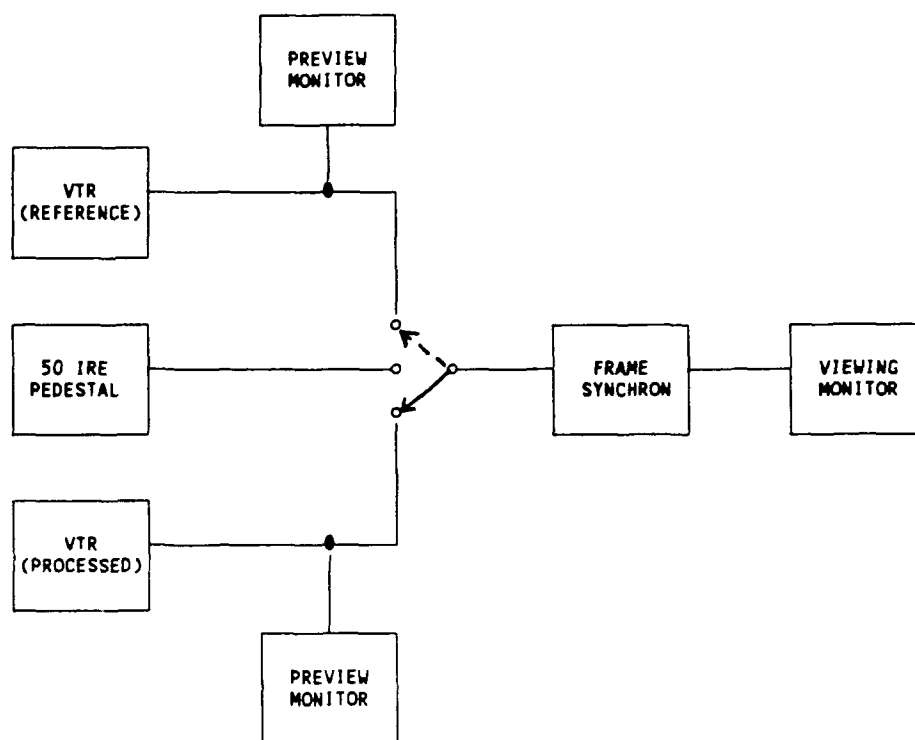 PREVIEW
MONITOR
VTR
(REFERENCE)
50 IRE
PEDESTAL
FRAME
SYNCHRON
VIEWING
MONITOR
VTR
(PROCESSED)
PREVIEW
MONITOR